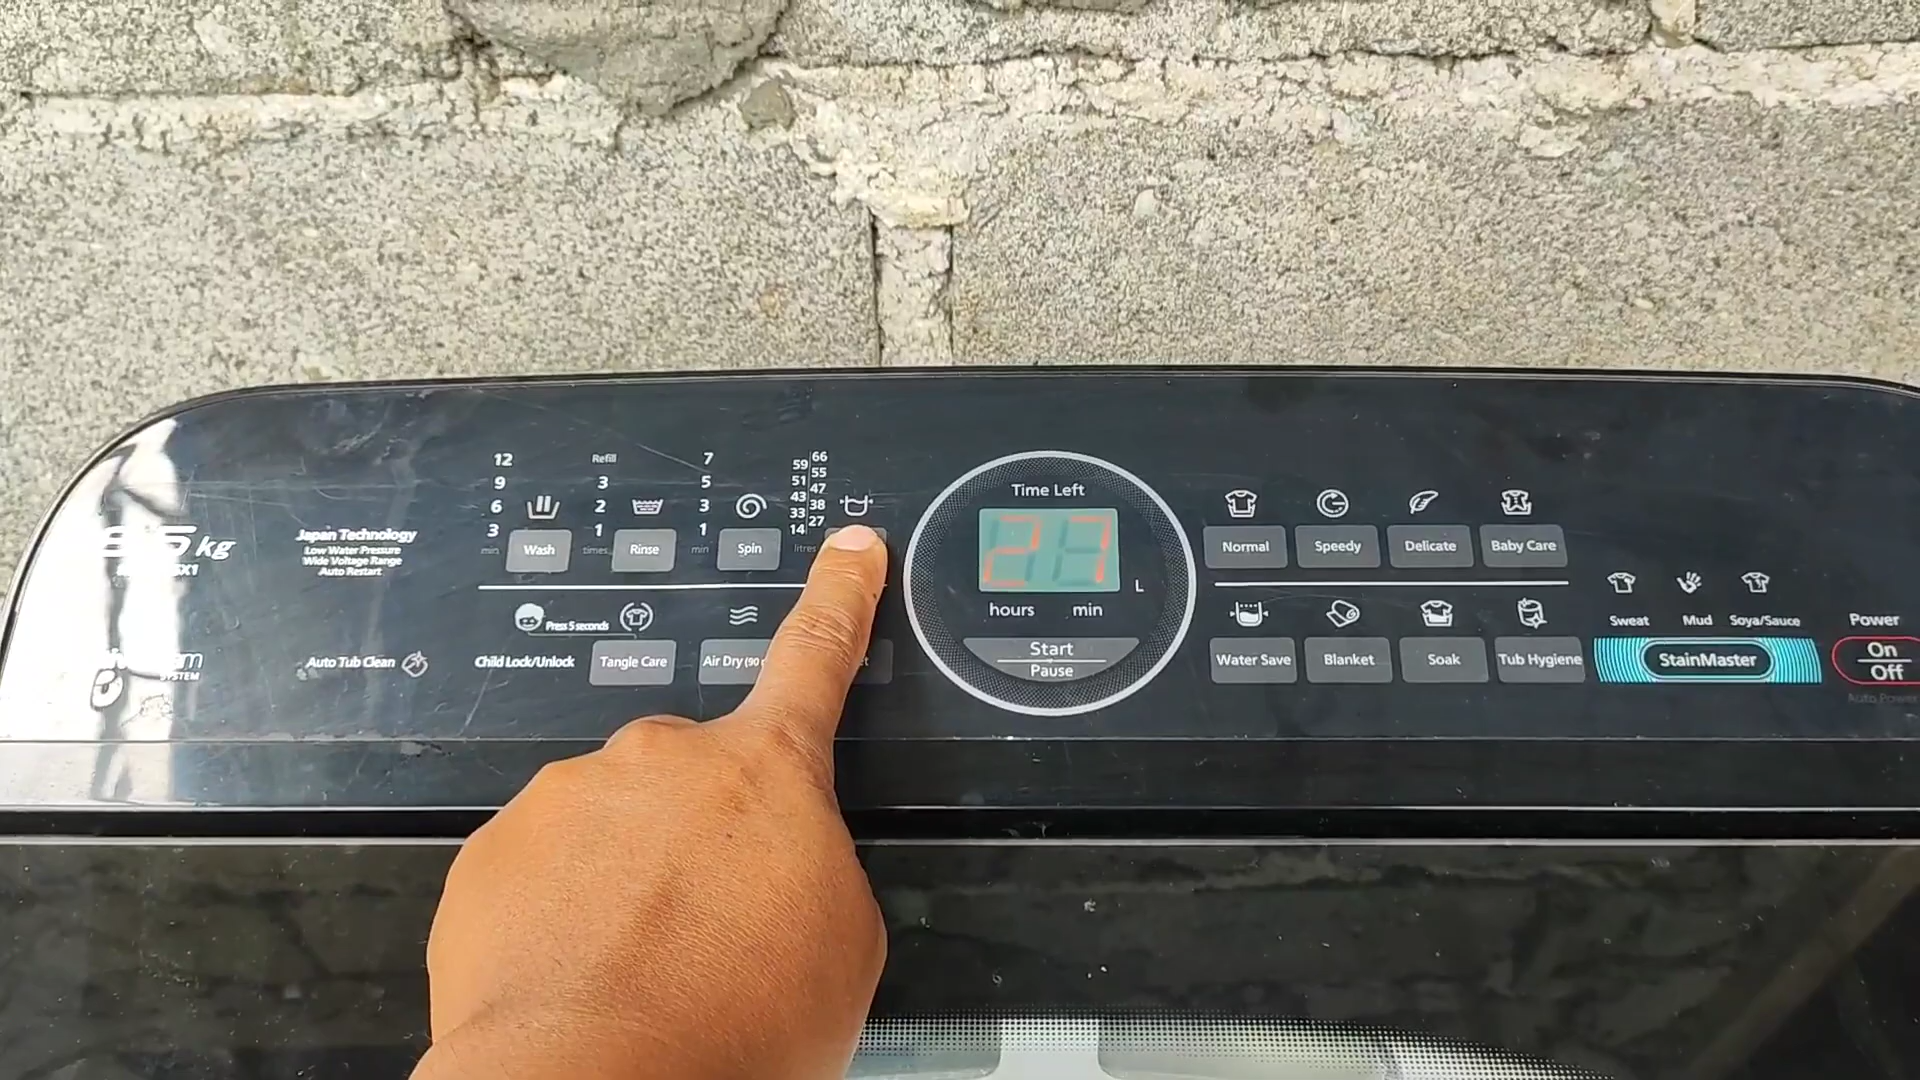 12
9
6
3
min
Wash
Refill
3
2
1
times
Rinse
7
5
3
1
min
Spin
59
51
43
33
14
66
55
47
38
27
litres
kg
Japan Technology
Low Water Pressure
Wide Voltage Range
Auto Restart
Press 5 seconds
Auto Tub Clean
Child Lock/Unlock
Tangle Care
Air Dry (90
SYSTEM
Time Left
27
L
hours min
Start
Pause
Normal
Speedy
Delicate
Baby Care
Water Save
Blanket
Soak
Tub Hygiene
Sweat
Mud
Soya/Sauce
StainMaster
Power
On
Off
Auto Power